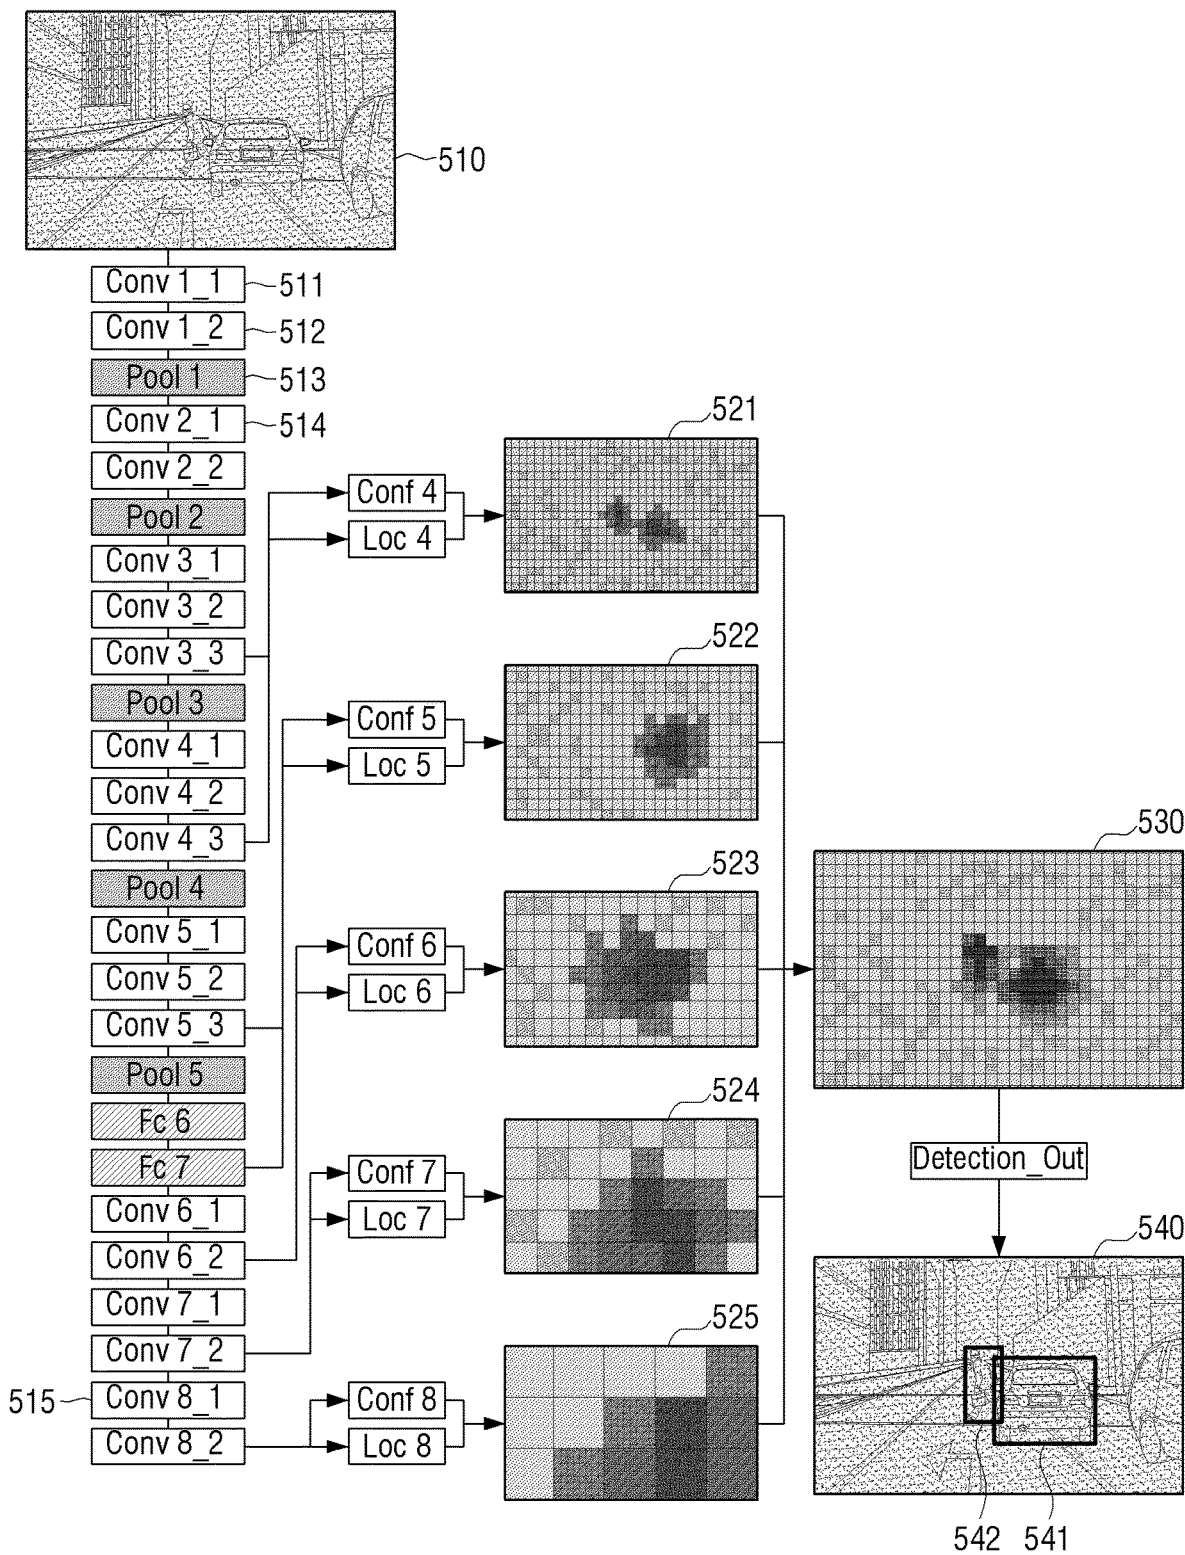 510
Conv 1_1
511
Conv 1_2
512
Pool 1
513
Conv 2_1
514
Conv 2_2
Pool 2
Conv 3_1
Conv 3_2
Conv 3_3
Pool 3
Conv 4_1
Conv 4_2
Conv 4_3
Pool 4
Conv 5_1
Conv 5_2
Conv 5_3
Pool 5
Fc 6
Fc 7
Conv 6_1
Conv 6_2
Conv 7_1
Conv 7_2
515
Conv 8_1
Conv 8_2
Conf 4
Loc 4
Conf 5
Loc 5
Conf 6
Loc 6
Conf 7
Loc 7
Conf 8
Loc 8
521
522
523
524
525
530
Detection_Out
540
542
541